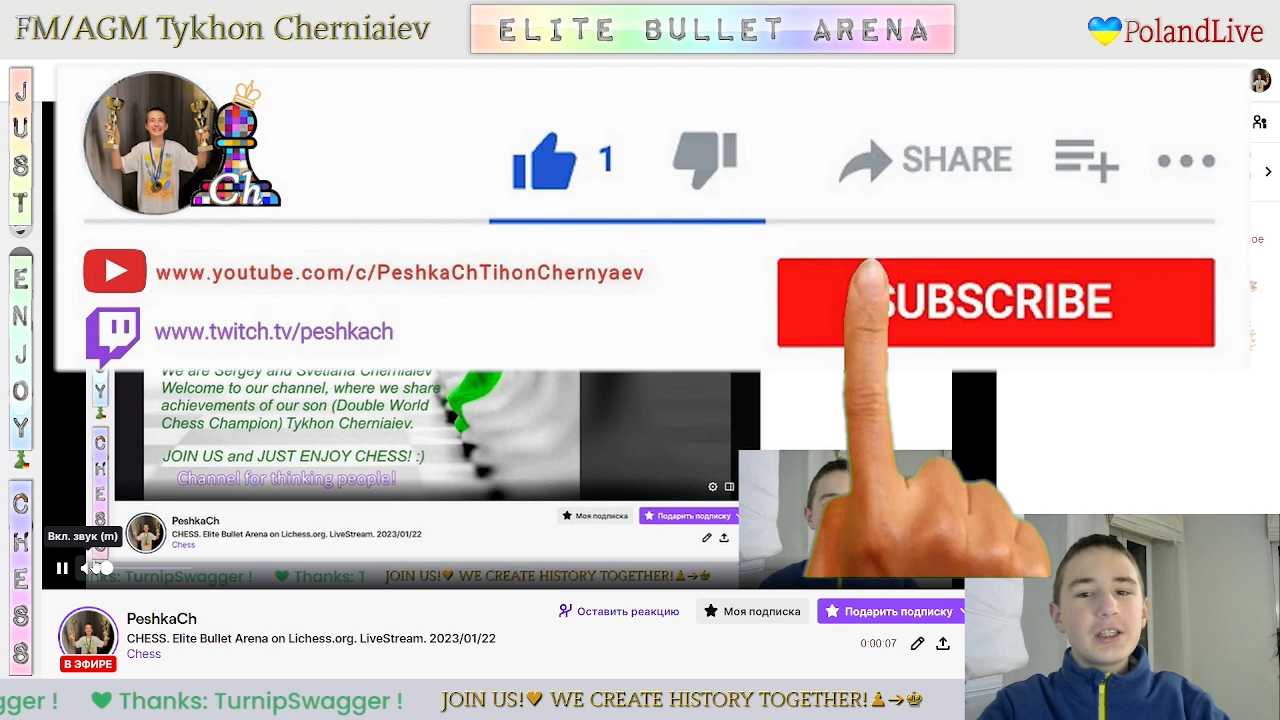 FM/AGM Tykhon Cherniaiev
ELITE BULLET ARENA
PolandLive
JUST
ENJOY
CHESS
Ch
1
SHARE
www.youtube.com/c/PeshkaChTihonChernyaev
SUBSCRIBE
www.twitch.tv/peshkach
We are Sergey and Svetlana Cherniaiev
Welcome to our channel, where we share
achievements of our son (Double World
Chess Champion) Tykhon Cherniaiev.
JOIN US and JUST ENJOY CHESS! :)
Channel for thinking people!
Y
CHESS
PeshkaCh
Моя подписка
Подарить подписку
CHESS. Elite Bullet Arena on Lichess.org. LiveStream. 2023/01/22
Chess
Вкл. звук (m)
TurnipSwagger !
Thanks: T
JOIN US! WE CREATE HISTORY TOGETHER!
PeshkaCh
Оставить реакцию
Моя подписка
Подарить подписку
CHESS. Elite Bullet Arena on Lichess.org. LiveStream. 2023/01/22
0:00:07
Chess
В ЭФИРЕ
gger !
Thanks: TurnipSwagger !
JOIN US! WE CREATE HISTORY TOGETHER!